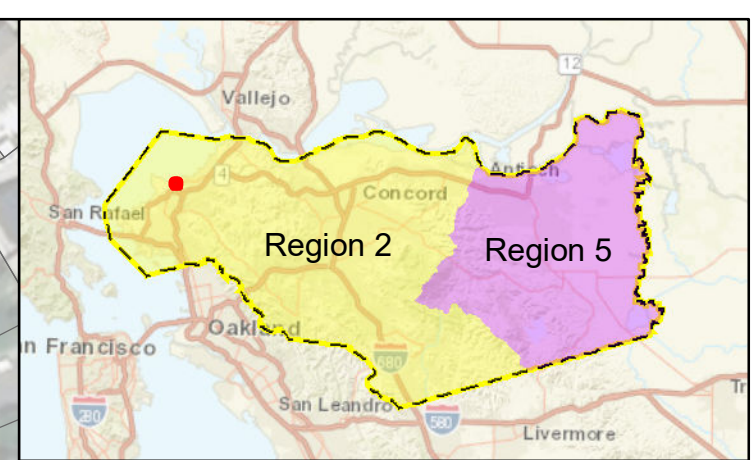 12
Vallejo
Antioch
4
Concord
San Rafael
Region 2
Region 5
Oakland
n Francisco
680
San Leandro
280
580
Tr
Livermore